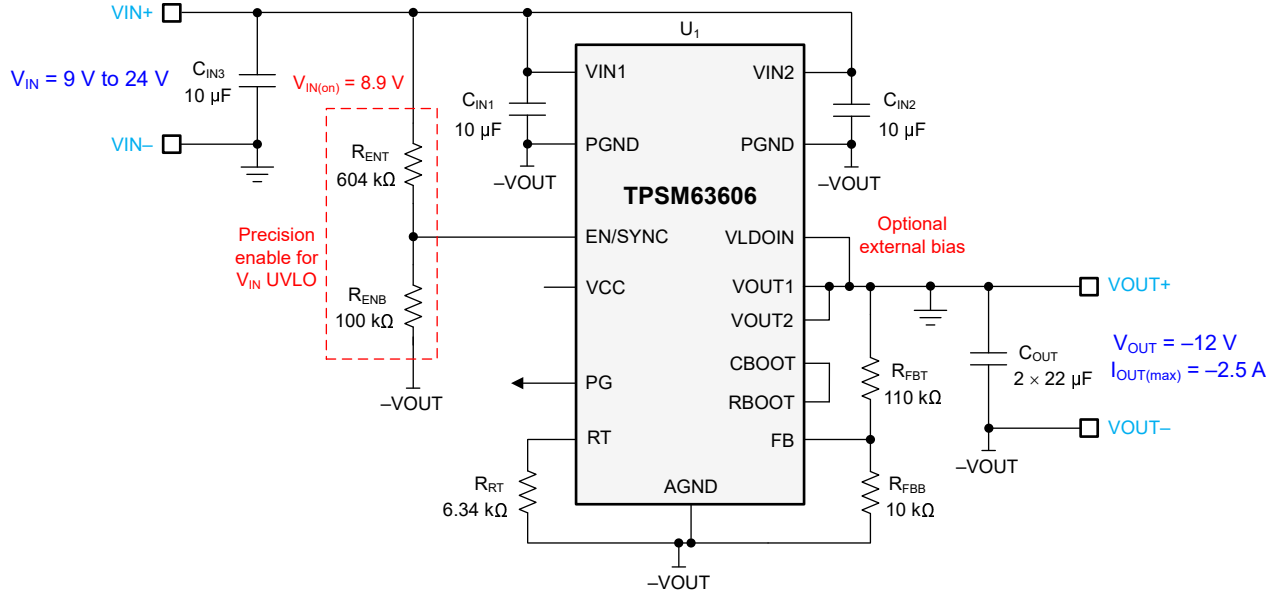 VIN+
U1
VIN = 9 V to 24 V
CIN3
10 µF
VIN(on) = 8.9 V
VIN–
RENT
604 kΩ
Precision
enable for
VIN UVLO
RENB
100 kΩ
–VOUT
CIN1
10 µF
–VOUT
VIN1
PGND
EN/SYNC
VCC
PG
RT
TPSM63606
AGND
VIN2
PGND
VLDOIN
VOUT1
VOUT2
CBOOT
RBOOT
FB
CIN2
10 µF
–VOUT
Optional
external bias
RFBT
110 kΩ
RFBB
10 kΩ
RRT
6.34 kΩ
–VOUT
COUT
2 × 22 µF
–VOUT
VOUT+
VOUT = –12 V
IOUT(max) = –2.5 A
VOUT–